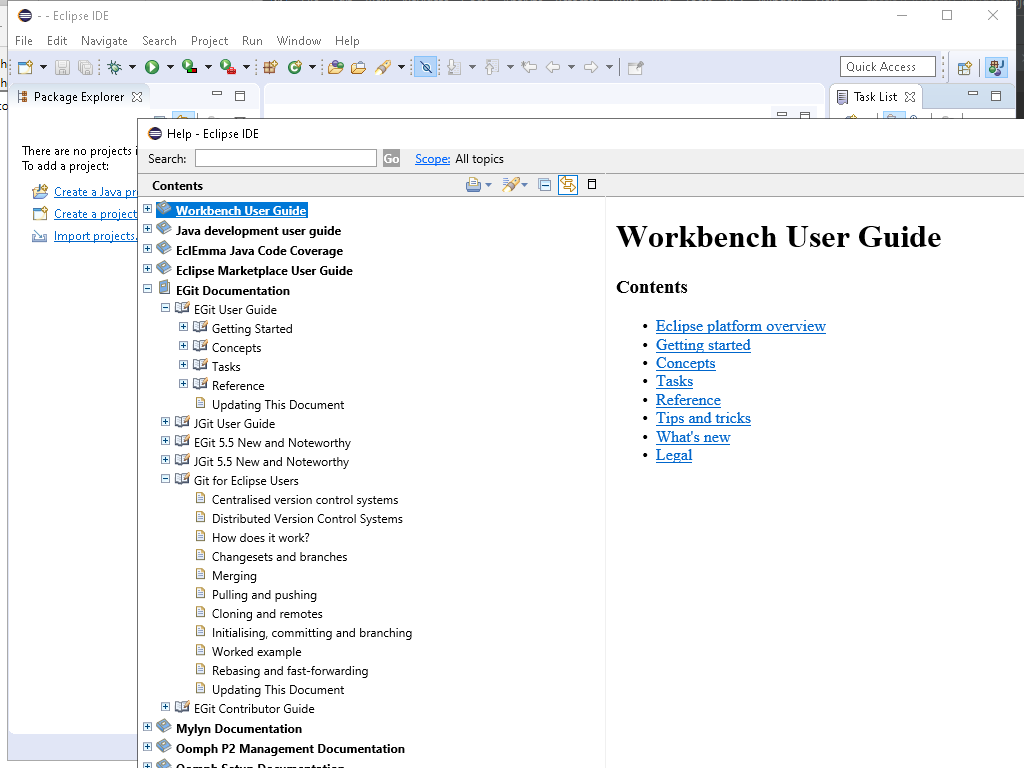 - - Eclipse IDE
File Edit Navigate Search Project Run Window Help
Quick Access
Package Explorer
Task List
There are no projects i
To add a project:
Create a Java pr
Create a project
Import projects.
Help - Eclipse IDE
Search: Go Scope: All topics
Contents
Workbench User Guide
Java development user guide
EclEmma Java Code Coverage
Eclipse Marketplace User Guide
EGit Documentation
EGit User Guide
Getting Started
Concepts
Tasks
Reference
Updating This Document
JGit User Guide
EGit 5.5 New and Noteworthy
JGit 5.5 New and Noteworthy
Git for Eclipse Users
Centralised version control systems
Distributed Version Control Systems
How does it work?
Changesets and branches
Merging
Pulling and pushing
Cloning and remotes
Initialising, committing and branching
Worked example
Rebasing and fast-forwarding
Updating This Document
EGit Contributor Guide
Mylyn Documentation
Oomph P2 Management Documentation
Oomph Setup Documentation
Workbench User Guide
Contents
• Eclipse platform overview
• Getting started
• Concepts
• Tasks
• Reference
• Tips and tricks
• What's new
• Legal